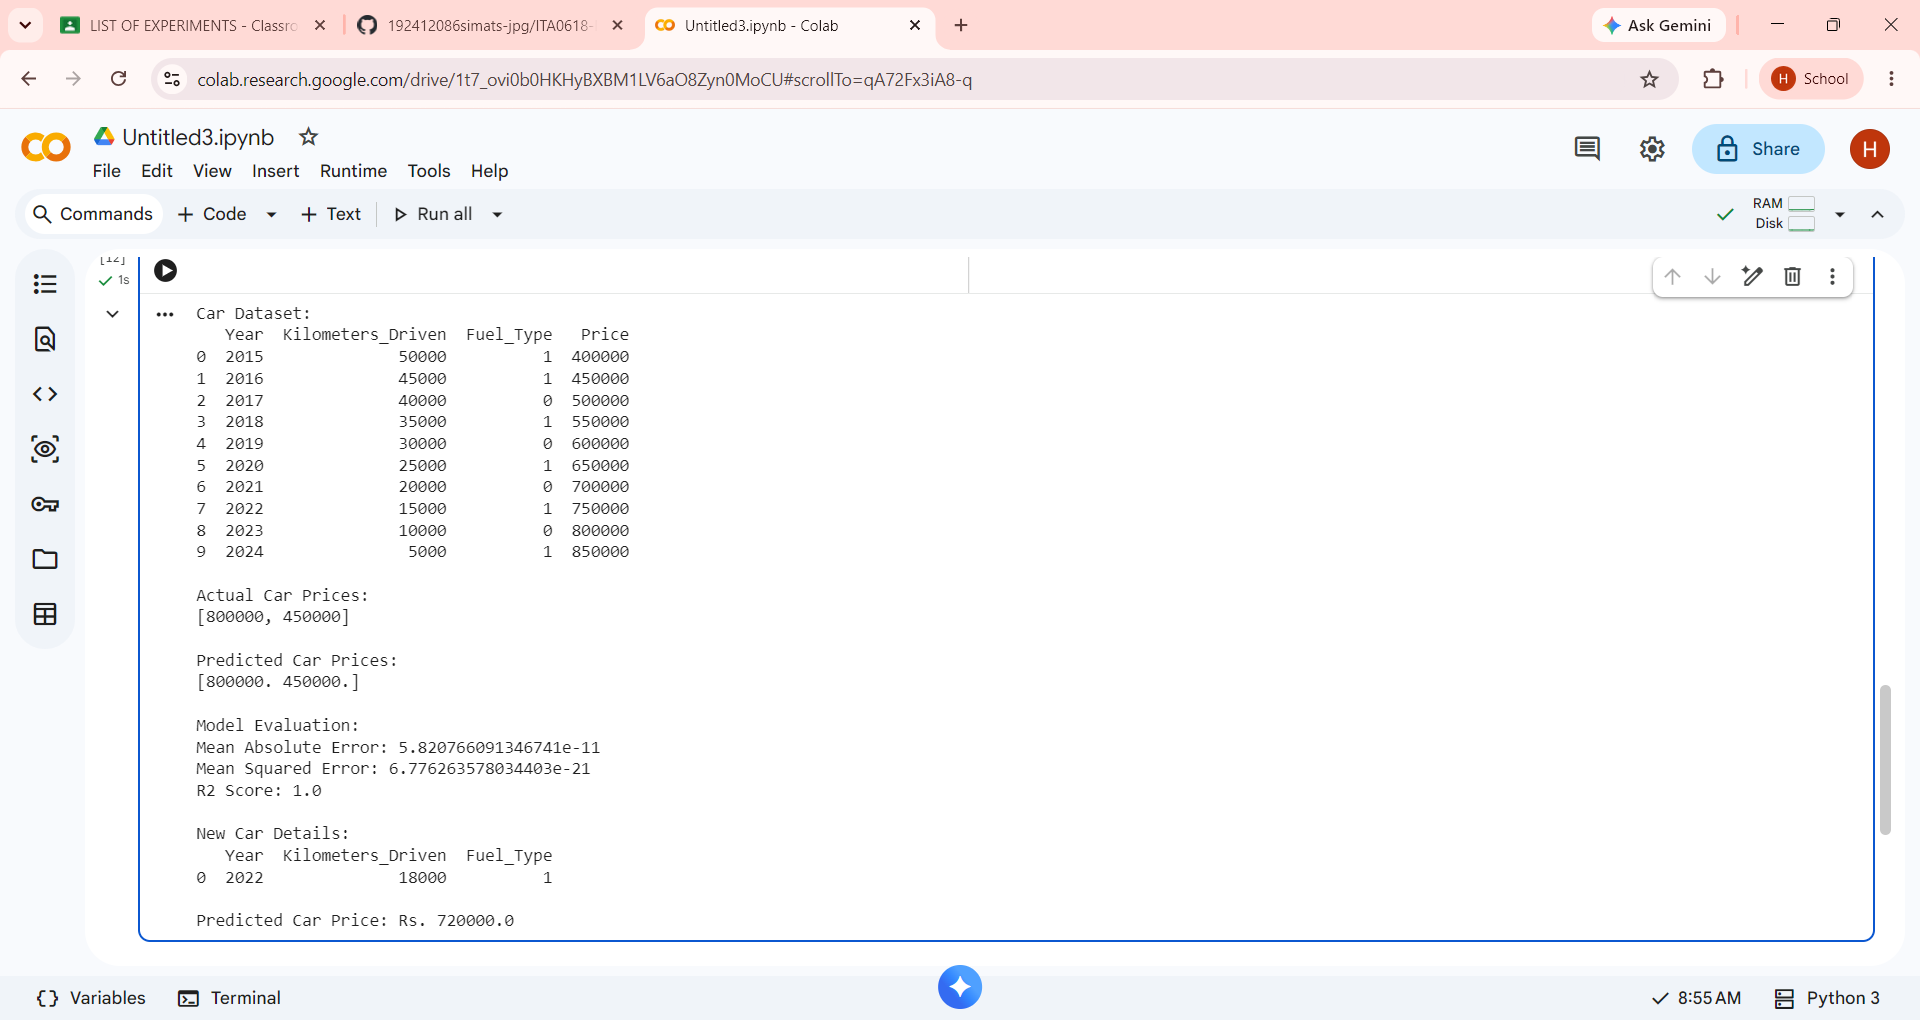 LIST OF EXPERIMENTS - Classro
192412086simats-jpg/ITA0618-
Untitled3.ipynb - Colab
Ask Gemini
colab.research.google.com/drive/1t7_ovi0b0HKHyBXBM1LV6aO8Zyn0MoCU#scrollTo=qA72Fx3iA8-q
H School
Untitled3.ipynb
File Edit View Insert Runtime Tools Help
Share
H
Commands + Code + Text Run all
RAM
Disk
[12]
1s
Car Dataset:
Year Kilometers_Driven Fuel_Type Price
0 2015 50000 1 400000
1 2016 45000 1 450000
2 2017 40000 0 500000
3 2018 35000 1 550000
4 2019 30000 0 600000
5 2020 25000 1 650000
6 2021 20000 0 700000
7 2022 15000 1 750000
8 2023 10000 0 800000
9 2024 5000 1 850000
Actual Car Prices:
[800000, 450000]
Predicted Car Prices:
[800000. 450000.]
Model Evaluation:
Mean Absolute Error: 5.820766091346741e-11
Mean Squared Error: 6.776263578034403e-21
R2 Score: 1.0
New Car Details:
Year Kilometers_Driven Fuel_Type
0 2022 18000 1
Predicted Car Price: Rs. 720000.0
{} Variables
Terminal
8:55 AM
Python 3